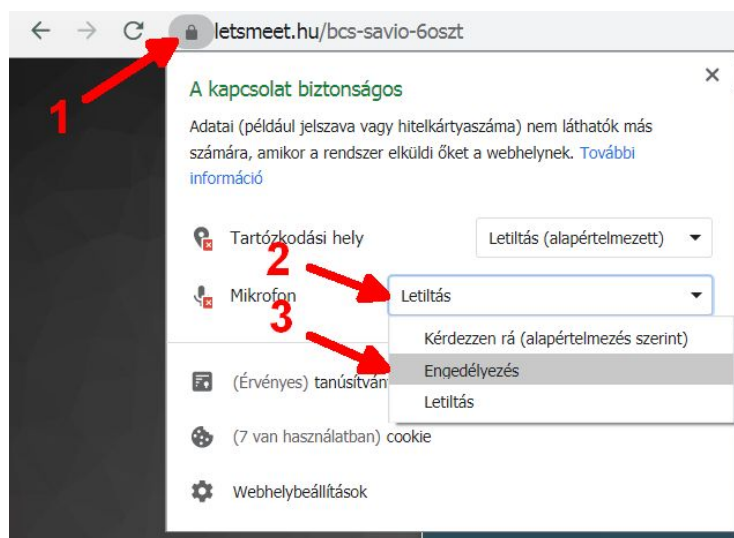 letsmeet.hu/bcs-savio-6oszt
1
A kapcsolat biztonságos
Adatai (például jelszava vagy hitelkártyaszáma) nem láthatók más
számára, amikor a rendszer elküldi őket a webhelynek. További
információ
Tartózkodási hely
Letiltás (alapértelmezett)
2
Mikrofon
Letiltás
3
Kérdezzen rá (alapértelmezés szerint)
Engedélyezés
Letiltás
(Érvényes) tanúsítván
(7 van használatban) cookie
Webhelybeállítások